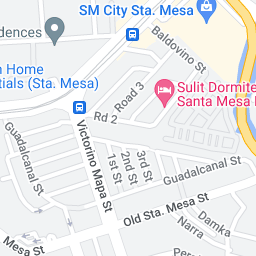 SM City Sta. Mesa
Baldovino St
idences
n Home
entials (Sta. Mesa)
Road 3
Sulit Dormite
Santa Mesa
Rd 2
Guadalcanal St
Victorino Mapa St
1st St
2nd St
3rd St
Guadalcanal St
Old Sta. Mesa St
Mesa St
Damka
Narra